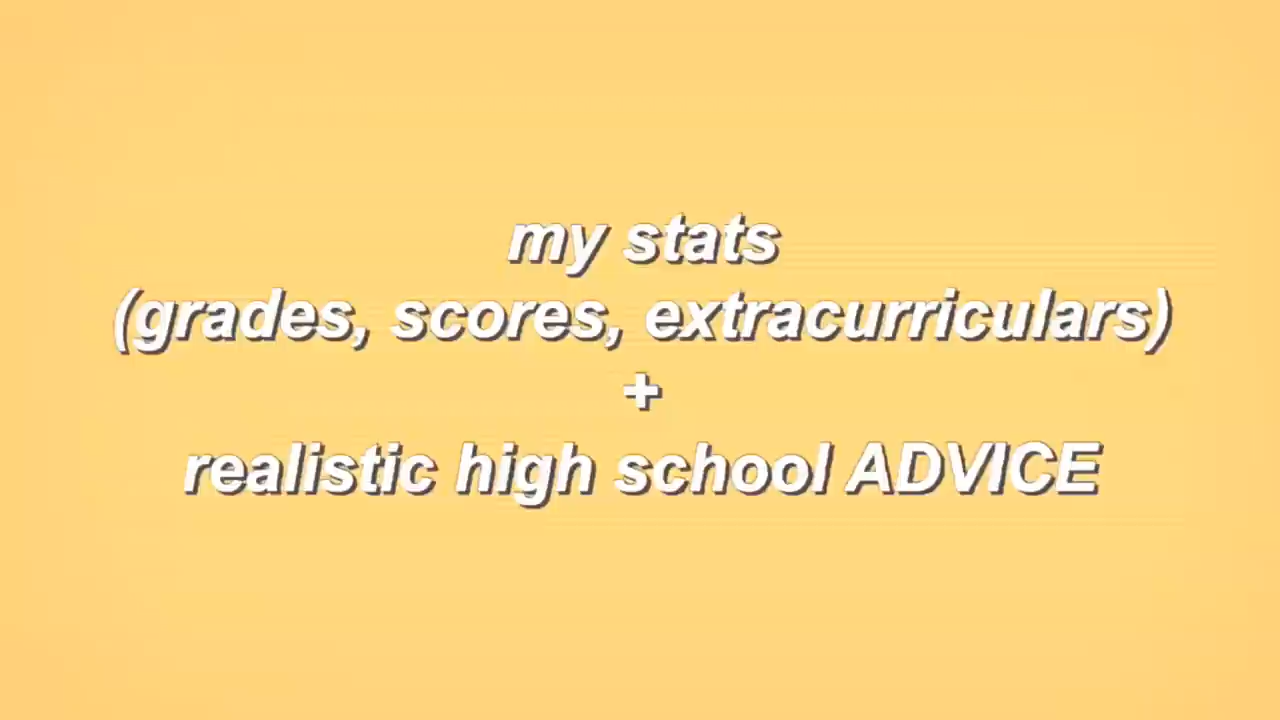 my stats
(grades, scores, extracurriculars)
+
realistic high school ADVICE